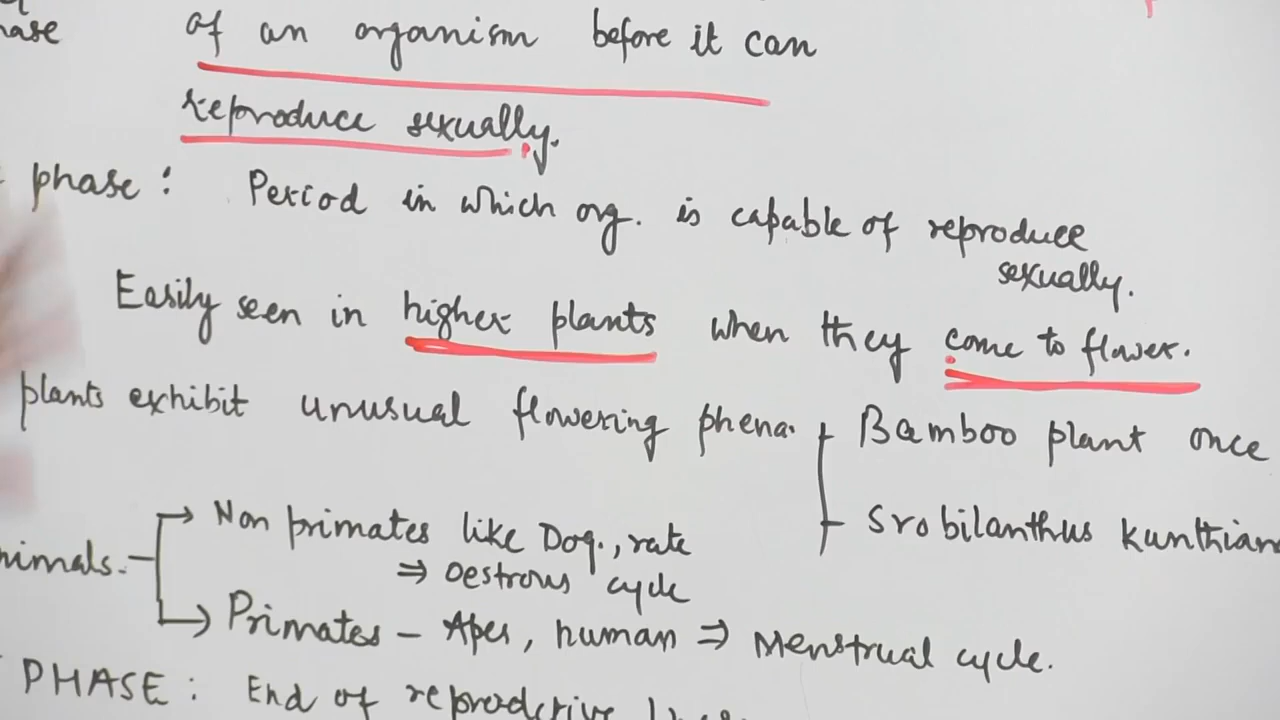 of an organism before it can
reproduce sexually.
phase : Period in which org. is capable of reproduce
sexually.
Easily seen in higher plants when they come to flower.
plants exhibit unusual flowering phena.
Bamboo plant once
Srobilanthus kunthian
nimals.
Non primates like Dog., rate
⇒ Oestrous cycle
Primates – Apes, human ⇒ Menstrual cycle.
PHASE : End of reproductive